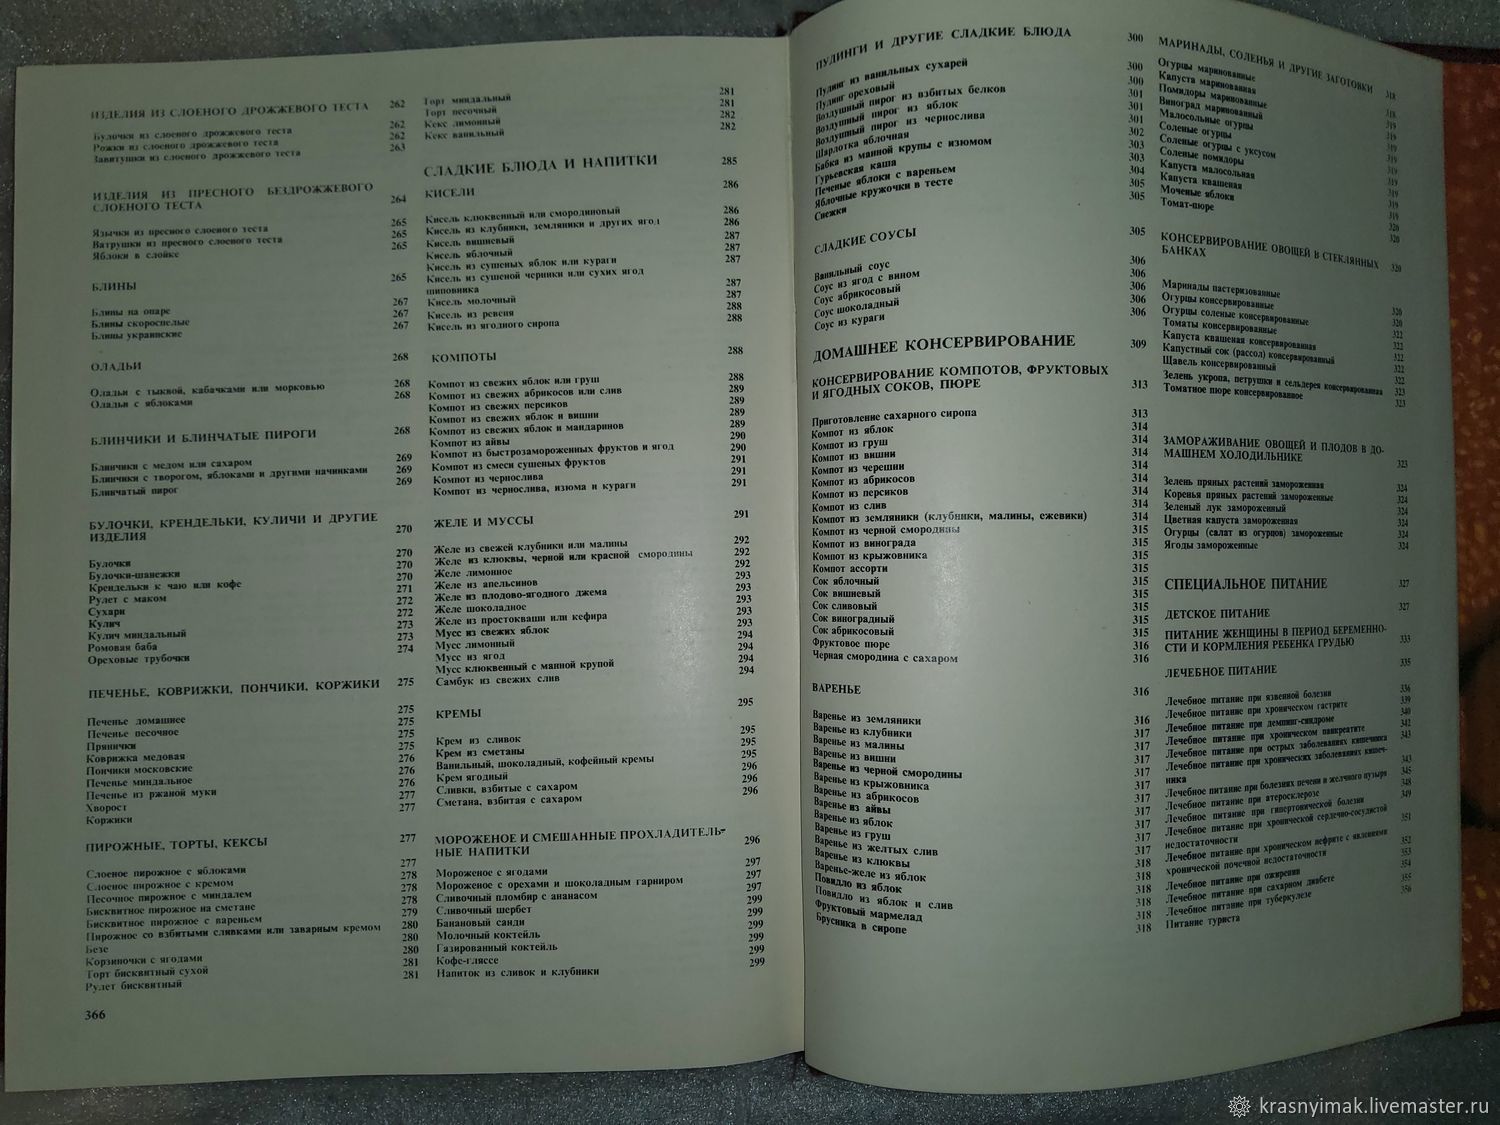 ИЗДЕЛИЯ ИЗ СЛОЕНОГО ДРОЖЖЕВОГО ТЕСТА 262
Булочки из слоеного дрожжевого теста 262
Рожки из слоеного дрожжевого теста 262
Завитушки из слоеного дрожжевого теста 263
ИЗДЕЛИЯ ИЗ ПРЕСНОГО БЕЗДРОЖЖЕВОГО
СЛОЕНОГО ТЕСТА 264
Язычки из пресного слоеного теста 265
Ватрушки из пресного слоеного теста 265
Яблоки в слойке 265
БЛИНЫ 265
Блины на опаре 267
Блины скороспелые 267
Блины украинские 267
ОЛАДЬИ 268
Оладьи с тыквой, кабачками или морковью 268
Оладьи с яблоками 268
БЛИНЧИКИ И БЛИНЧАТЫЕ ПИРОГИ 268
Блинчики с медом или сахаром 269
Блинчики с творогом, яблоками и другими начинками 269
Блинчатый пирог 269
БУЛОЧКИ, КРЕНДЕЛЬКИ, КУЛИЧИ И ДРУГИЕ
ИЗДЕЛИЯ 270
Булочки 270
Булочки-шанежки 270
Крендельки к чаю или кофе 270
Рулет с маком 271
Сухари 272
Кулич 272
Кулич миндальный 273
Ромовая баба 273
Ореховые трубочки 274
ПЕЧЕНЬЕ, КОВРИЖКИ, ПОНЧИКИ, КОРЖИКИ 275
Печенье домашнее 275
Печенье песочное 275
Прянички 275
Коврижка медовая 275
Пончики московские 276
Печенье миндальное 276
Печенье из ржаной муки 276
Хворост 277
Коржики 277
ПИРОЖНЫЕ, ТОРТЫ, КЕКСЫ 277
Слоеное пирожное с яблоками 277
Слоеное пирожное с кремом 278
Песочное пирожное с миндалем 278
Бисквитное пирожное на сметане 278
Бисквитное пирожное с вареньем 279
Пирожное со взбитыми сливками или заварным кремом 280
Безе 280
Корзиночки с ягодами 280
Торт бисквитный сухой 281
Рулет бисквитный 281
366
Торт миндальный 281
Торт песочный 281
Кекс лимонный 282
Кекс ванильный 282
СЛАДКИЕ БЛЮДА И НАПИТКИ 285
КИСЕЛИ 286
Кисель клюквенный или смородиновый 286
Кисель из клубники, земляники и других ягод 286
Кисель вишневый 287
Кисель яблочный 287
Кисель из сушеных яблок или кураги 287
Кисель из сушеной черники или сухих ягод
шиповника 287
Кисель молочный 287
Кисель из ревеня 288
Кисель из ягодного сиропа 288
КОМПОТЫ 288
Компот из свежих яблок или груш 288
Компот из свежих абрикосов или слив 289
Компот из свежих персиков 289
Компот из свежих яблок и вишни 289
Компот из свежих яблок и мандаринов 289
Компот из айвы 290
Компот из быстрозамороженных фруктов и ягод 290
Компот из смеси сушеных фруктов 291
Компот из чернослива 291
Компот из чернослива, изюма и кураги 291
ЖЕЛЕ И МУССЫ 291
Желе из свежей клубники или малины 292
Желе из клюквы, черной или красной смородины 292
Желе лимонное 292
Желе из апельсинов 293
Желе из плодово-ягодного джема 293
Желе шоколадное 293
Желе из простокваши или кефира 293
Мусс из свежих яблок 293
Мусс лимонный 294
Мусс из ягод 294
Мусс клюквенный с манной крупой 294
Самбук из свежих слив 294
КРЕМЫ 295
Крем из сливок 295
Крем из сметаны 295
Ванильный, шоколадный, кофейный кремы 295
Крем ягодный 296
Сливки, взбитые с сахаром 296
Сметана, взбитая с сахаром 296
МОРОЖЕНОЕ И СМЕШАННЫЕ ПРОХЛАДИТЕЛЬ-
НЫЕ НАПИТКИ 296
Мороженое с ягодами 297
Мороженое с орехами и шоколадным гарниром 297
Сливочный пломбир с ананасом 297
Сливочный шербет 299
Банановый санди 299
Молочный коктейль 299
Газированный коктейль 299
Кофе-гляссе 299
Напиток из сливок и клубники 299
ПУДИНГИ И ДРУГИЕ СЛАДКИЕ БЛЮДА 300
Пудинг из ванильных сухарей 300
Пудинг ореховый 300
Воздушный пирог из взбитых белков 301
Воздушный пирог из яблок 301
Воздушный пирог из чернослива 301
Шарлотка яблочная 302
Бабка из манной крупы с изюмом 303
Гурьевская каша 303
Печеные яблоки с вареньем 304
Яблочные кружочки в тесте 305
Снежки 305
СЛАДКИЕ СОУСЫ 305
Ванильный соус 306
Соус из ягод с вином 306
Соус абрикосовый 306
Соус шоколадный 306
Соус из кураги 306
ДОМАШНЕЕ КОНСЕРВИРОВАНИЕ 309
КОНСЕРВИРОВАНИЕ КОМПОТОВ, ФРУКТОВЫХ
И ЯГОДНЫХ СОКОВ, ПЮРЕ 313
Приготовление сахарного сиропа 313
Компот из яблок 314
Компот из груш 314
Компот из вишни 314
Компот из черешни 314
Компот из абрикосов 314
Компот из персиков 314
Компот из слив 314
Компот из земляники (клубники, малины, ежевики) 314
Компот из черной смородины 315
Компот из винограда 315
Компот из крыжовника 315
Компот ассорти 315
Сок яблочный 315
Сок вишневый 315
Сок сливовый 315
Сок виноградный 315
Сок абрикосовый 315
Фруктовое пюре 316
Черная смородина с сахаром 316
ВАРЕНЬЕ 316
Варенье из земляники 316
Варенье из клубники 317
Варенье из малины 317
Варенье из вишни 317
Варенье из черной смородины 317
Варенье из крыжовника 317
Варенье из абрикосов 317
Варенье из айвы 317
Варенье из яблок 317
Варенье из груш 317
Варенье из желтых слив 317
Варенье из клюквы 318
Варенье-желе из яблок 318
Повидло из яблок 318
Повидло из яблок и слив 318
Фруктовый мармелад 318
Брусника в сиропе 318
МАРИНАДЫ, СОЛЕНЬЯ И ДРУГИЕ ЗАГОТОВКИ 318
Огурцы маринованные 318
Капуста маринованная 319
Помидоры маринованные 319
Виноград маринованный 319
Малосольные огурцы 319
Соленые огурцы 319
Соленые огурцы с уксусом 319
Соленые помидоры 319
Капуста малосольная 319
Капуста квашеная 319
Моченые яблоки 320
Томат-пюре 320
КОНСЕРВИРОВАНИЕ ОВОЩЕЙ В СТЕКЛЯННЫХ
БАНКАХ 320
Маринады пастеризованные 320
Огурцы консервированные 320
Огурцы соленые консервированные 322
Томаты консервированные 322
Капуста квашеная консервированная 322
Капустный сок (рассол) консервированный 322
Щавель консервированный 322
Зелень укропа, петрушки и сельдерея консервированная 323
Томатное пюре консервированное 323
ЗАМОРАЖИВАНИЕ ОВОЩЕЙ И ПЛОДОВ В ДО-
МАШНЕМ ХОЛОДИЛЬНИКЕ 323
Зелень пряных растений замороженная 324
Коренья пряных растений замороженные 324
Зеленый лук замороженный 324
Цветная капуста замороженная 324
Огурцы (салат из огурцов) замороженные 324
Ягоды замороженные 324
СПЕЦИАЛЬНОЕ ПИТАНИЕ 327
ДЕТСКОЕ ПИТАНИЕ 327
ПИТАНИЕ ЖЕНЩИНЫ В ПЕРИОД БЕРЕМЕННО-
СТИ И КОРМЛЕНИЯ РЕБЕНКА ГРУДЬЮ 333
ЛЕЧЕБНОЕ ПИТАНИЕ 335
Лечебное питание при язвенной болезни 336
Лечебное питание при хроническом гастрите 339
Лечебное питание при демпинг-синдроме 340
Лечебное питание при хроническом панкреатите 342
Лечебное питание при острых заболеваниях кишечника 343
Лечебное питание при хронических заболеваниях кишеч-
ника 343
Лечебное питание при болезнях печени и желчного пузыря 345
Лечебное питание при атеросклерозе 348
Лечебное питание при гипертонической болезни 349
Лечебное питание при хронической сердечно-сосудистой
недостаточности 351
Лечебное питание при хроническом нефрите с явлениями
хронической почечной недостаточности 352
Лечебное питание при ожирении 353
Лечебное питание при сахарном диабете 354
Лечебное питание при туберкулезе 355
Питание туриста 356
krasnyimak.livemaster.ru